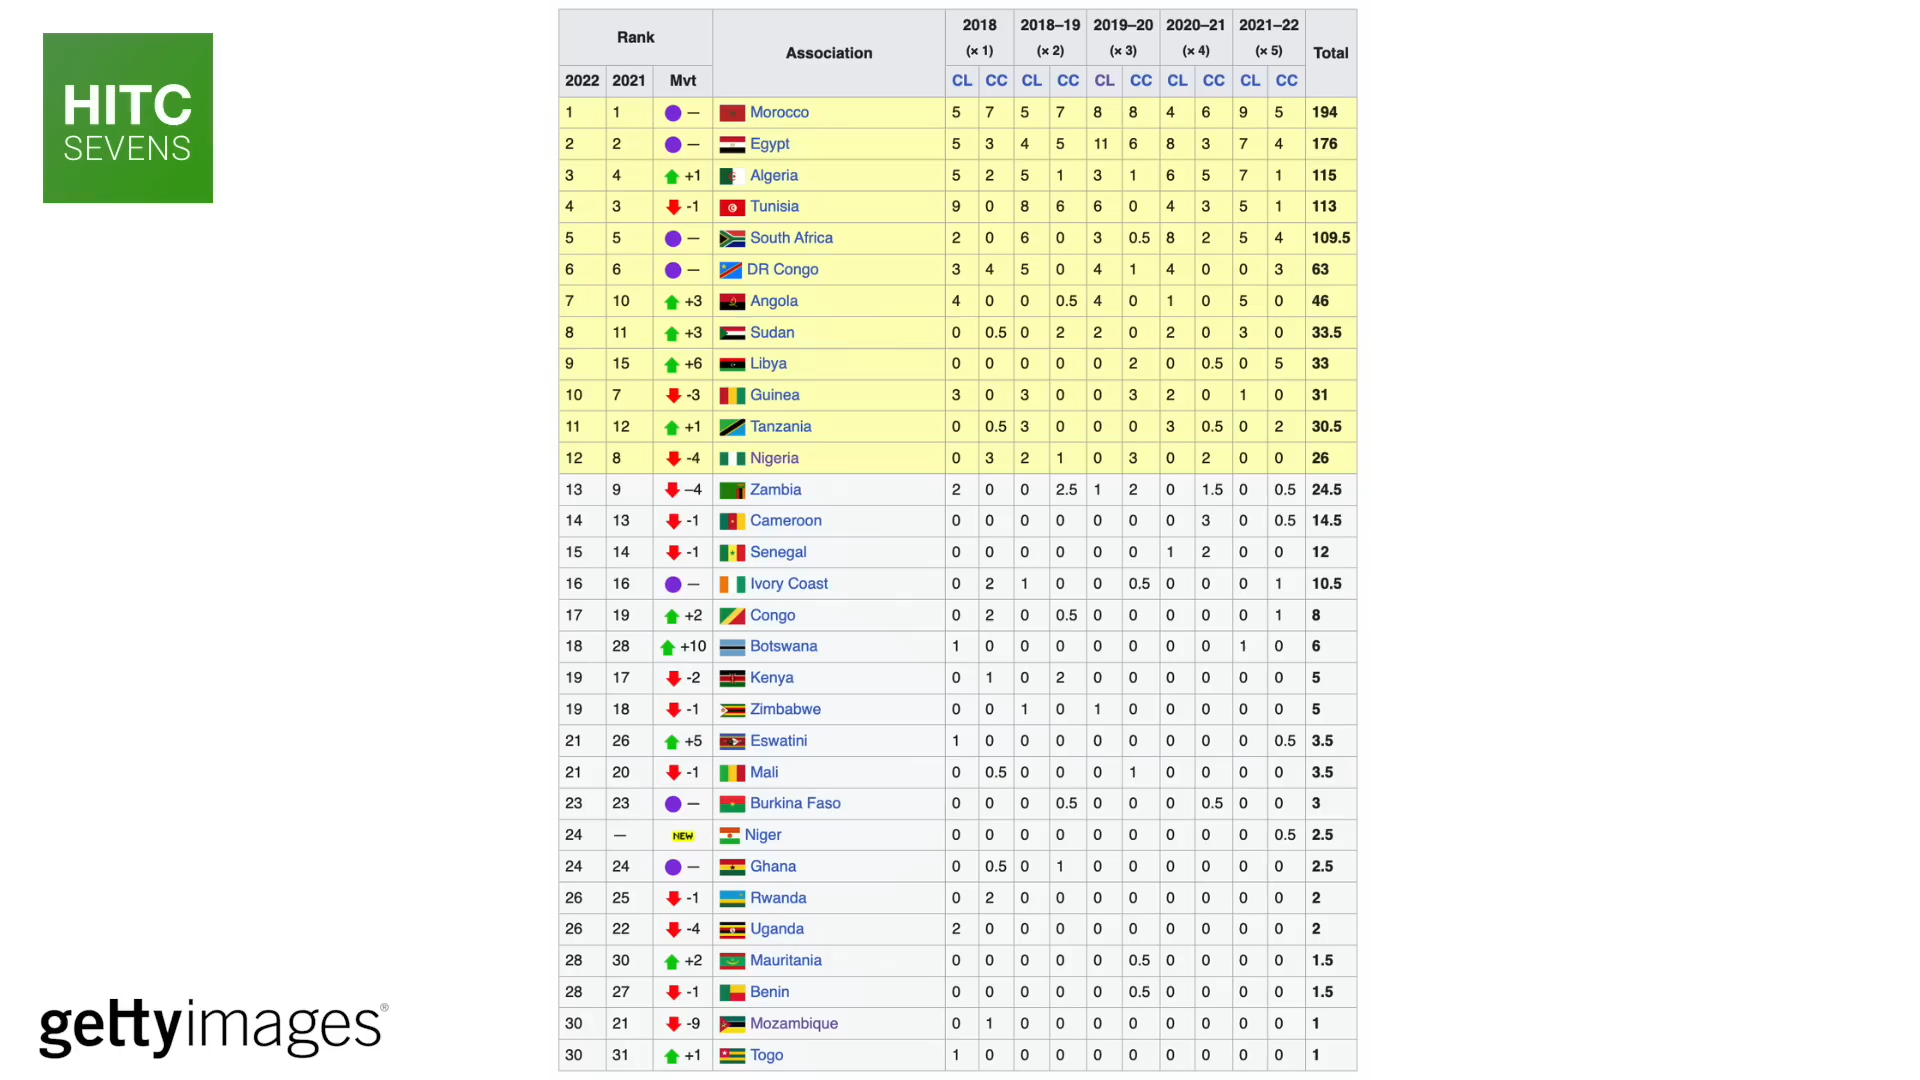 HITC
SEVENS
Rank Association 2018 2018–19 2019–20 2020–21 2021–22 Total
(× 1) (× 2) (× 3) (× 4) (× 5)
2022 2021 Mvt CL CC CL CC CL CC CL CC CL CC
1 1 — Morocco 5 7 5 7 8 8 4 6 9 5 194
2 2 — Egypt 5 3 4 5 11 6 8 3 7 4 176
3 4 +1 Algeria 5 2 5 1 3 1 6 5 7 1 115
4 3 -1 Tunisia 9 0 8 6 6 0 4 3 5 1 113
5 5 — South Africa 2 0 6 0 3 0.5 8 2 5 4 109.5
6 6 — DR Congo 3 4 5 0 4 1 4 0 0 3 63
7 10 +3 Angola 4 0 0 0.5 4 0 1 0 5 0 46
8 11 +3 Sudan 0 0.5 0 2 2 0 2 0 3 0 33.5
9 15 +6 Libya 0 0 0 0 0 2 0 0.5 0 5 33
10 7 -3 Guinea 3 0 3 0 0 3 2 0 1 0 31
11 12 +1 Tanzania 0 0.5 3 0 0 0 3 0.5 0 2 30.5
12 8 -4 Nigeria 0 3 2 1 0 3 0 2 0 0 26
13 9 –4 Zambia 2 0 0 2.5 1 2 0 1.5 0 0.5 24.5
14 13 -1 Cameroon 0 0 0 0 0 0 0 3 0 0.5 14.5
15 14 -1 Senegal 0 0 0 0 0 0 1 2 0 0 12
16 16 — Ivory Coast 0 2 1 0 0 0.5 0 0 0 1 10.5
17 19 +2 Congo 0 2 0 0.5 0 0 0 0 0 1 8
18 28 +10 Botswana 1 0 0 0 0 0 0 0 1 0 6
19 17 -2 Kenya 0 1 0 2 0 0 0 0 0 0 5
19 18 -1 Zimbabwe 0 0 1 0 1 0 0 0 0 0 5
21 26 +5 Eswatini 1 0 0 0 0 0 0 0 0 0.5 3.5
21 20 -1 Mali 0 0.5 0 0 0 1 0 0 0 0 3.5
23 23 — Burkina Faso 0 0 0 0.5 0 0 0 0.5 0 0 3
24 — NEW Niger 0 0 0 0 0 0 0 0 0 0.5 2.5
24 24 — Ghana 0 0.5 0 1 0 0 0 0 0 0 2.5
26 25 -1 Rwanda 0 2 0 0 0 0 0 0 0 0 2
26 22 -4 Uganda 2 0 0 0 0 0 0 0 0 0 2
28 30 +2 Mauritania 0 0 0 0 0 0.5 0 0 0 0 1.5
28 27 -1 Benin 0 0 0 0 0 0.5 0 0 0 0 1.5
30 21 -9 Mozambique 0 1 0 0 0 0 0 0 0 0 1
30 31 +1 Togo 1 0 0 0 0 0 0 0 0 0 1
gettyimages®